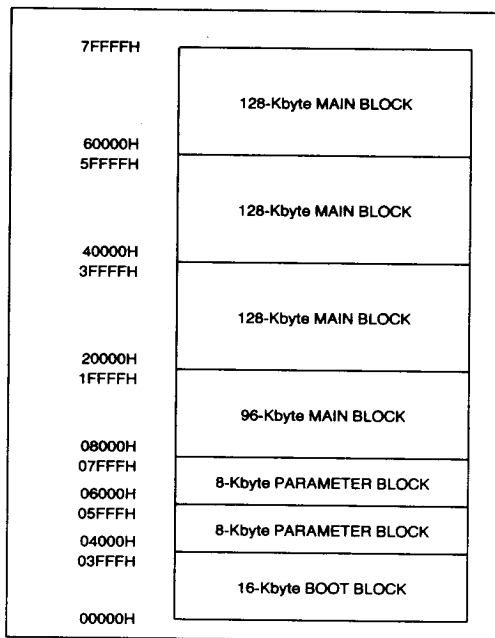 7FFFFH
128-Kbyte MAIN BLOCK
60000H
5FFFFH
128-Kbyte MAIN BLOCK
40000H
3FFFFH
128-Kbyte MAIN BLOCK
20000H
1FFFFH
96-Kbyte MAIN BLOCK
08000H
07FFFH
8-Kbyte PARAMETER BLOCK
06000H
05FFFH
8-Kbyte PARAMETER BLOCK
04000H
03FFFH
16-Kbyte BOOT BLOCK
00000H